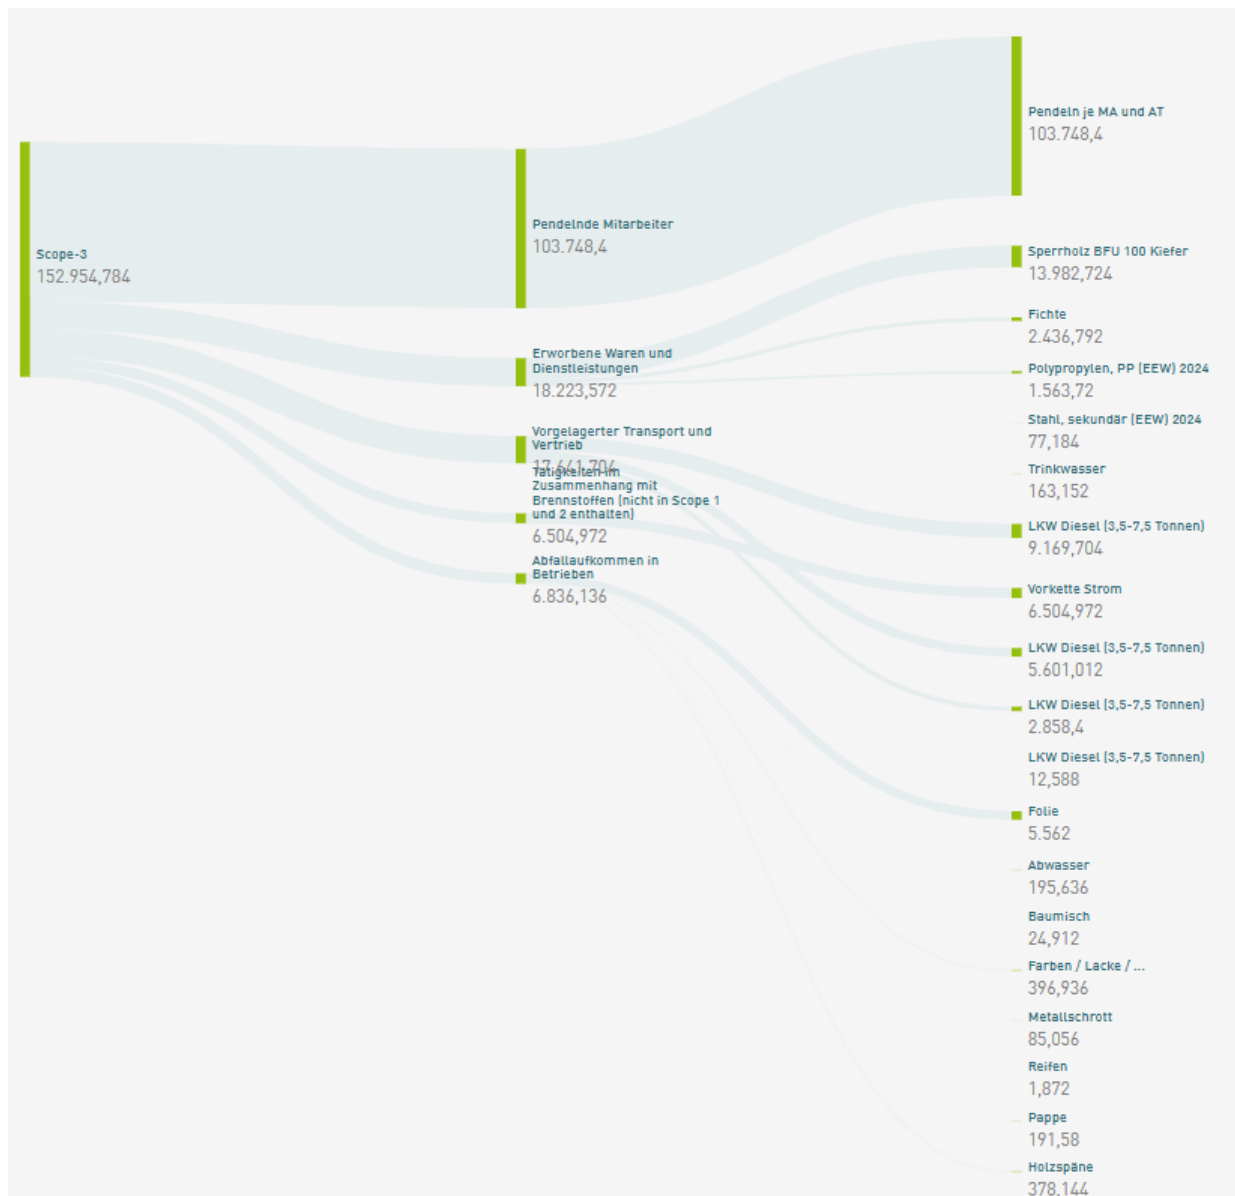 Scope-3
152.954,784
Pendelnde Mitarbeiter
103.748,4
Erworbene Waren und
Dienstleistungen
18.223,572
Vorgelagerter Transport und
Vertrieb
17.641,704
Tätigkeiten im
Zusammenhang mit
Brennstoffen (nicht in Scope 1
und 2 enthalten)
6.504,972
Abfallaufkommen in
Betrieben
6.836,136
Pendeln je MA und AT
103.748,4
Sperrholz BFU 100 Kiefer
13.982,724
Fichte
2.436,792
Polypropylen, PP (EEW) 2024
1.563,72
Stahl, sekundär (EEW) 2024
77,184
Trinkwasser
163,152
LKW Diesel (3,5-7,5 Tonnen)
9.169,704
Vorkette Strom
6.504,972
LKW Diesel (3,5-7,5 Tonnen)
5.601,012
LKW Diesel (3,5-7,5 Tonnen)
2.858,4
LKW Diesel (3,5-7,5 Tonnen)
12,588
Folie
5.562
Abwasser
195,636
Baumisch
24,912
Farben / Lacke / ...
396,936
Metallschrott
85,056
Reifen
1,872
Pappe
191,58
Holzspäne
378,144